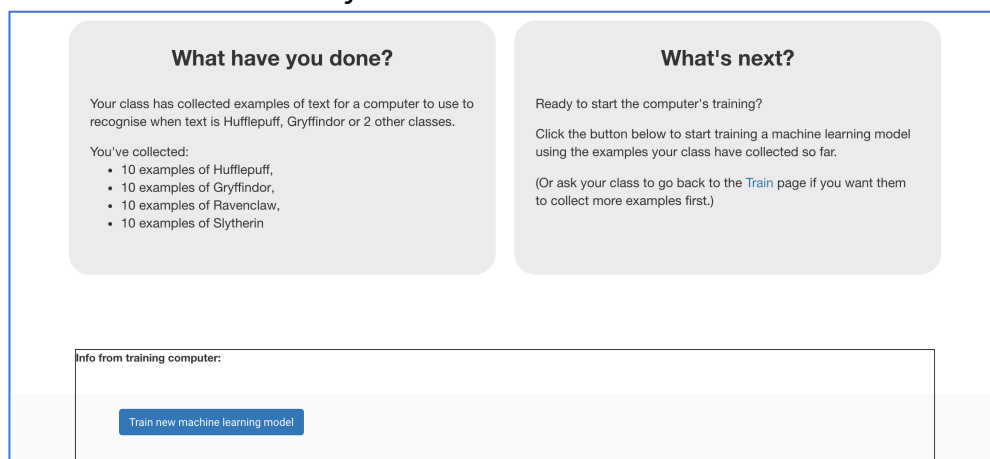 What have you done?
Your class has collected examples of text for a computer to use to
recognise when text is Hufflepuff, Gryffindor or 2 other classes.
You've collected:
• 10 examples of Hufflepuff,
• 10 examples of Gryffindor,
• 10 examples of Ravenclaw,
• 10 examples of Slytherin
What's next?
Ready to start the computer's training?
Click the button below to start training a machine learning model
using the examples your class have collected so far.
(Or ask your class to go back to the Train page if you want them
to collect more examples first.)
Info from training computer:
Train new machine learning model